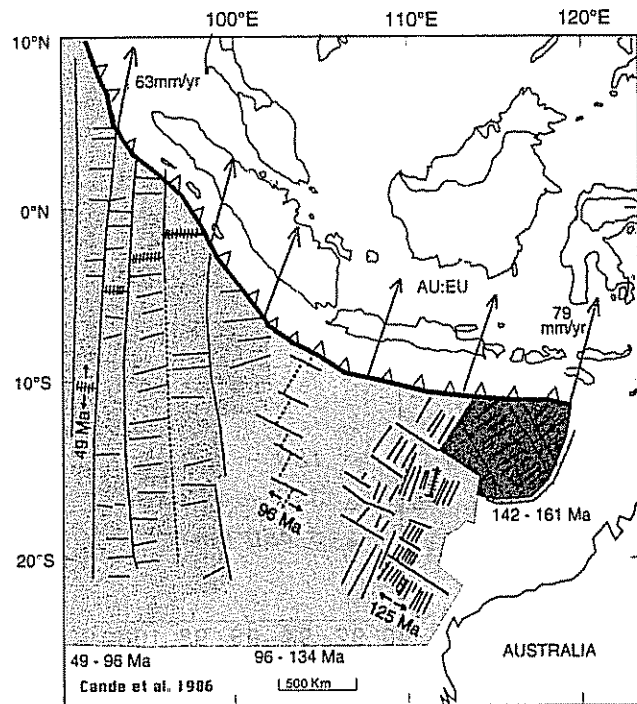 100°E 110°E 120°E
10°N
63mm/yr
0°N
AU:EU
79
mm/yr
10°S
49 Ma
96 Ma
142 - 161 Ma
20°S
125 Ma
AUSTRALIA
49 - 96 Ma 96 - 134 Ma
Cande et al. 1986 500 Km